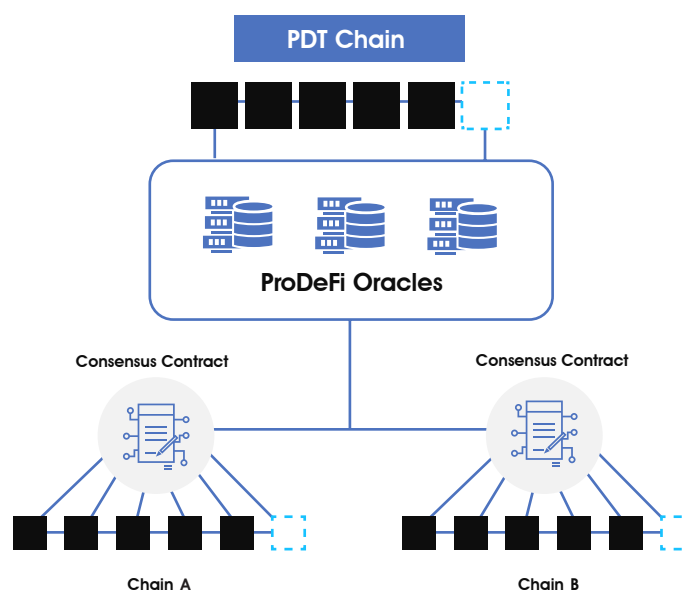 PDT Chain
ProDeFi Oracles
Consensus Contract
Consensus Contract
Chain A
Chain B